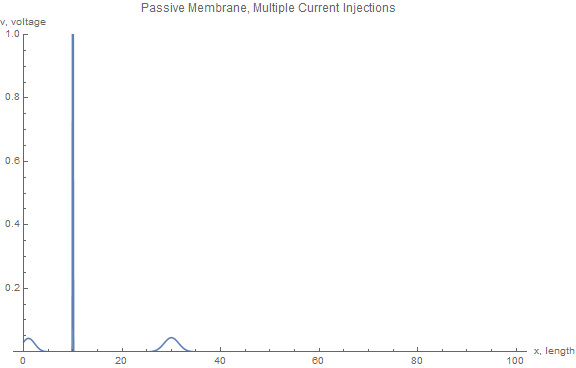 Passive Membrane, Multiple Current Injections
v, voltage
1.0
0.8
0.6
0.4
0.2
0 20 40 60 80 100 x, length